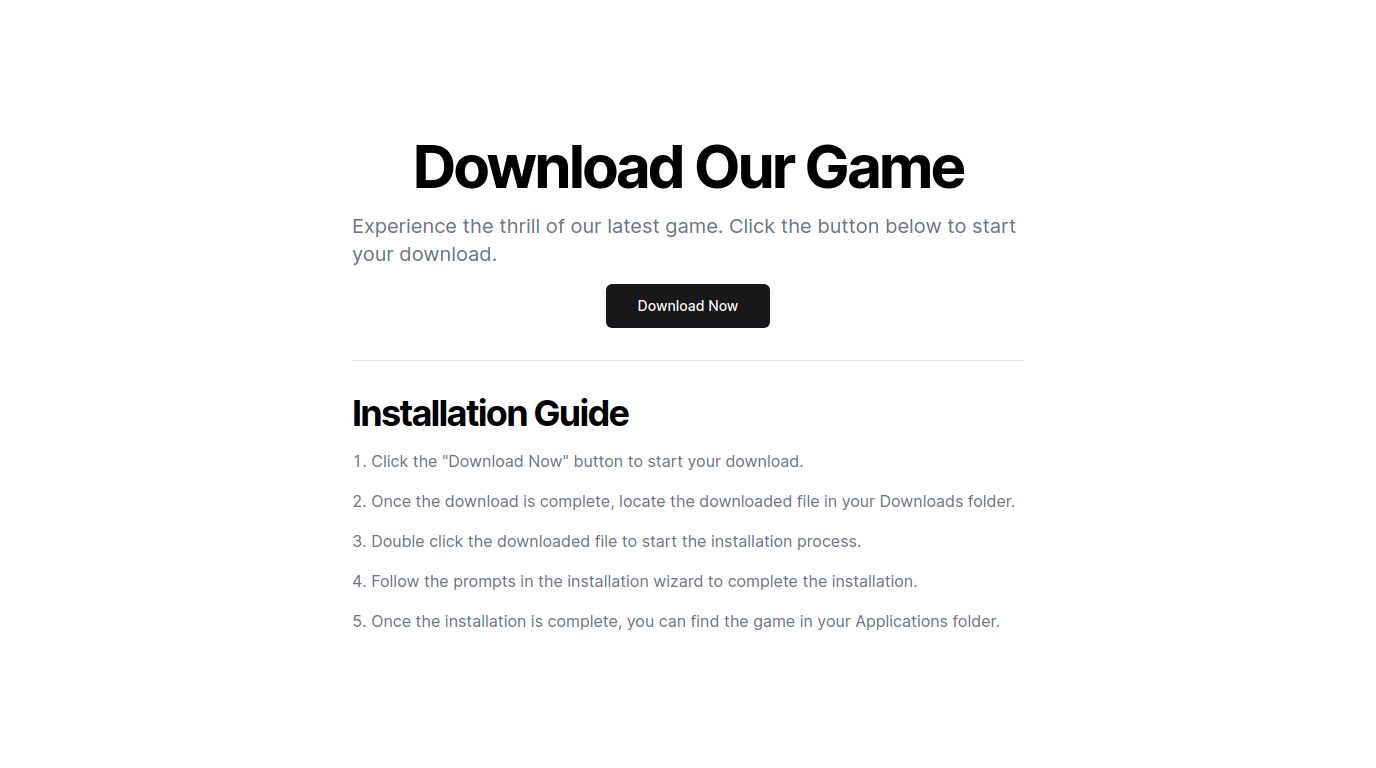 Download Our Game
Experience the thrill of our latest game. Click the button below to start
your download.
Download Now
Installation Guide
1. Click the "Download Now" button to start your download.
2. Once the download is complete, locate the downloaded file in your Downloads folder.
3. Double click the downloaded file to start the installation process.
4. Follow the prompts in the installation wizard to complete the installation.
5. Once the installation is complete, you can find the game in your Applications folder.